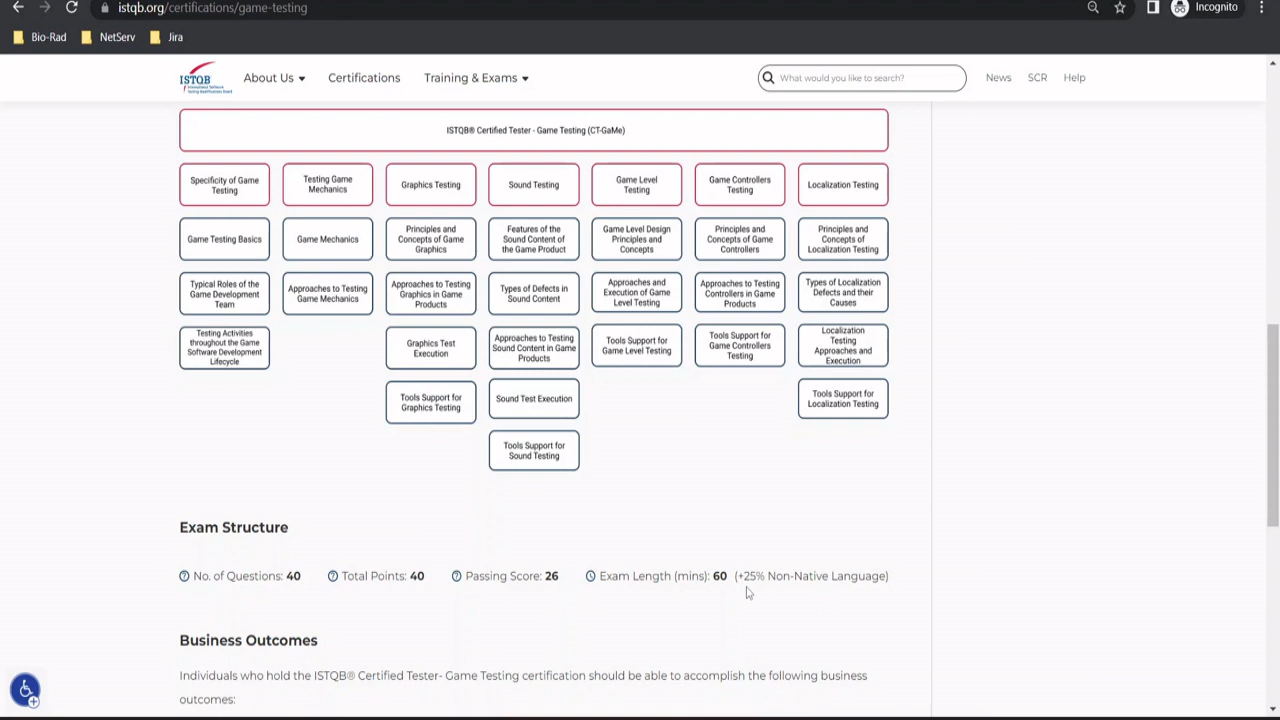 istqb.org/certifications/game-testing
Incognito
Bio-Rad
NetServ
Jira
ISTQB
About Us
Certifications
Training & Exams
What would you like to search?
News
SCR
Help
ISTQB® Certified Tester - Game Testing (CT-GaMe)
Specificity of Game
Testing
Testing Game
Mechanics
Graphics Testing
Sound Testing
Game Level
Testing
Game Controllers
Testing
Localization Testing
Game Testing Basics
Game Mechanics
Principles and
Concepts of Game
Graphics
Features of the
Sound Content of
the Game Product
Game Level Design
Principles and
Concepts
Principles and
Concepts of Game
Controllers
Principles and
Concepts of
Localization Testing
Typical Roles of the
Game Development
Team
Approaches to Testing
Game Mechanics
Approaches to Testing
Graphics in Game
Products
Types of Defects in
Sound Content
Approaches and
Execution of Game
Level Testing
Approaches to Testing
Controllers in Game
Products
Types of Localization
Defects and their
Causes
Testing Activities
throughout the Game
Software Development
Lifecycle
Graphics Test
Execution
Approaches to Testing
Sound Content in Game
Products
Tools Support for
Game Level Testing
Tools Support for
Game Controllers
Testing
Localization
Testing
Approaches and
Execution
Tools Support for
Graphics Testing
Sound Test Execution
Tools Support for
Localization Testing
Tools Support for
Sound Testing
Exam Structure
No. of Questions: 40
Total Points: 40
Passing Score: 26
Exam Length (mins): 60 (+25% Non-Native Language)
Business Outcomes
Individuals who hold the ISTQB® Certified Tester- Game Testing certification should be able to accomplish the following business
outcomes: